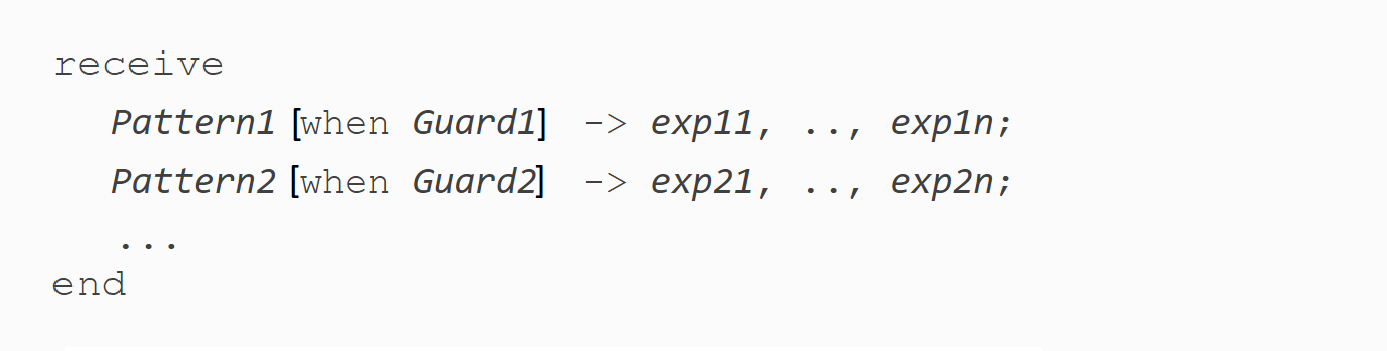 receive
Pattern1 [when Guard1] -> exp11, .., exp1n;
Pattern2 [when Guard2] -> exp21, .., exp2n;
...
end